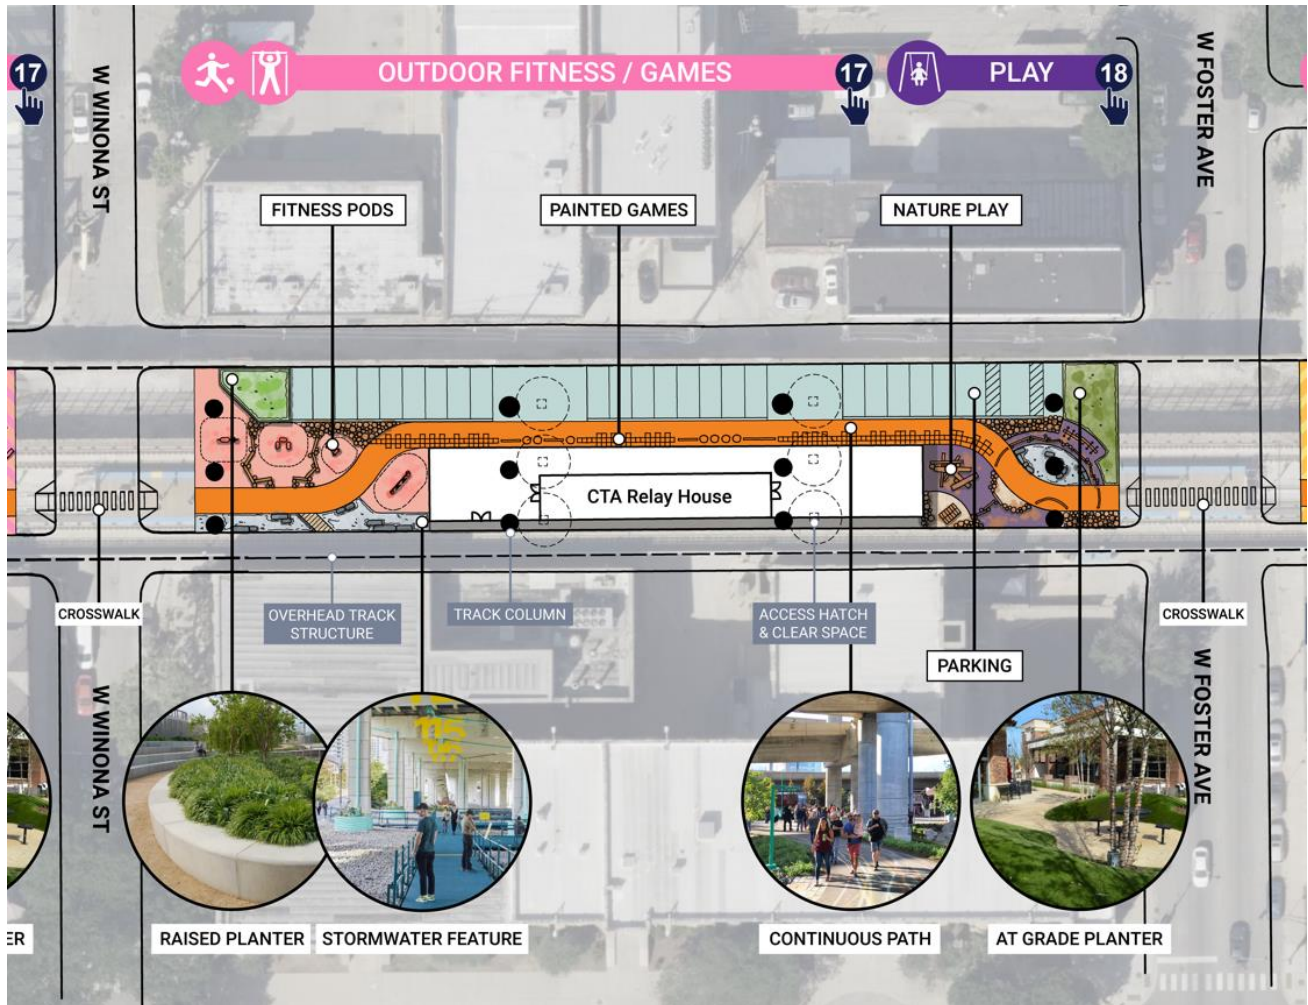 17
W WINONA ST
OUTDOOR FITNESS / GAMES
17
PLAY
18
W FOSTER AVE
FITNESS PODS
PAINTED GAMES
NATURE PLAY
CTA Relay House
CROSSWALK
OVERHEAD TRACK
STRUCTURE
TRACK COLUMN
ACCESS HATCH
& CLEAR SPACE
CROSSWALK
PARKING
W WINONA ST
W FOSTER AVE
ER
RAISED PLANTER
STORMWATER FEATURE
CONTINUOUS PATH
AT GRADE PLANTER